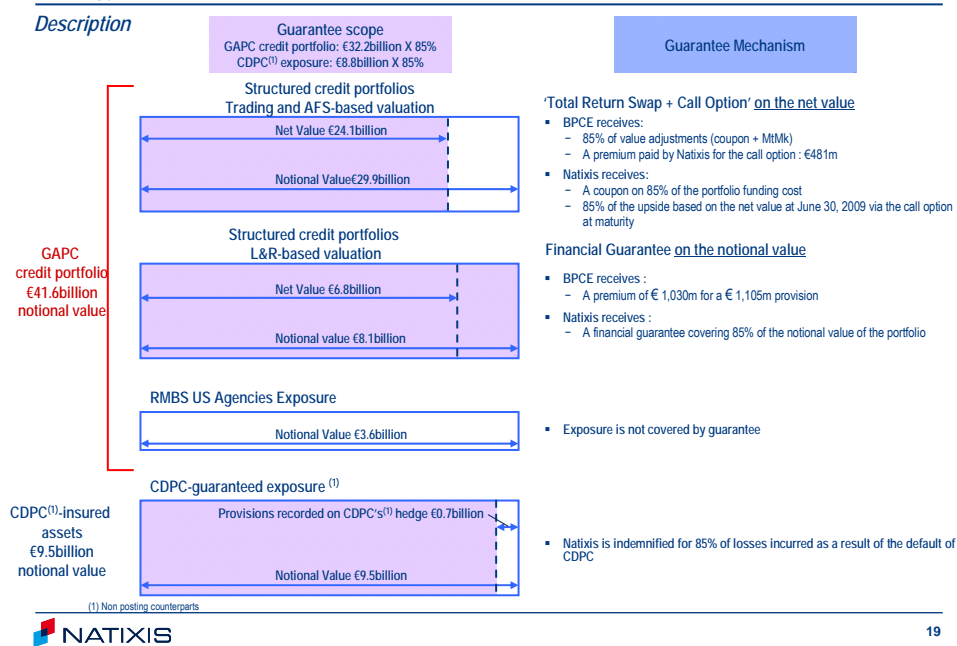 Description
Guarantee scope
GAPC credit portfolio: €32.2billion X 85%
CDPC(1) exposure: €8.8billion X 85%
Guarantee Mechanism
Structured credit portfolios
Trading and AFS-based valuation
Net Value €24.1billion
Notional Value€29.9billion
'Total Return Swap + Call Option' on the net value
▪ BPCE receives:
− 85% of value adjustments (coupon + MtMk)
− A premium paid by Natixis for the call option : €481m
▪ Natixis receives:
− A coupon on 85% of the portfolio funding cost
− 85% of the upside based on the net value at June 30, 2009 via the call option
at maturity
GAPC
credit portfolio
€41.6billion
notional value
Structured credit portfolios
L&R-based valuation
Net Value €6.8billion
Notional value €8.1billion
Financial Guarantee on the notional value
▪ BPCE receives :
− A premium of € 1,030m for a € 1,105m provision
▪ Natixis receives :
− A financial guarantee covering 85% of the notional value of the portfolio
RMBS US Agencies Exposure
Notional Value €3.6billion
▪ Exposure is not covered by guarantee
CDPC-guaranteed exposure (1)
CDPC(1)-insured
assets
€9.5billion
notional value
Provisions recorded on CDPC's(1) hedge €0.7billion
Notional Value €9.5billion
▪ Natixis is indemnified for 85% of losses incurred as a result of the default of
CDPC
(1) Non posting counterparts
NATIXIS
19